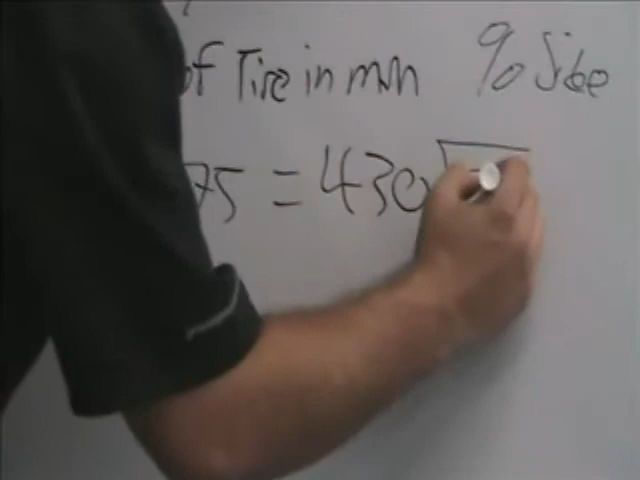 of Tire in mm % Side
75 = 430